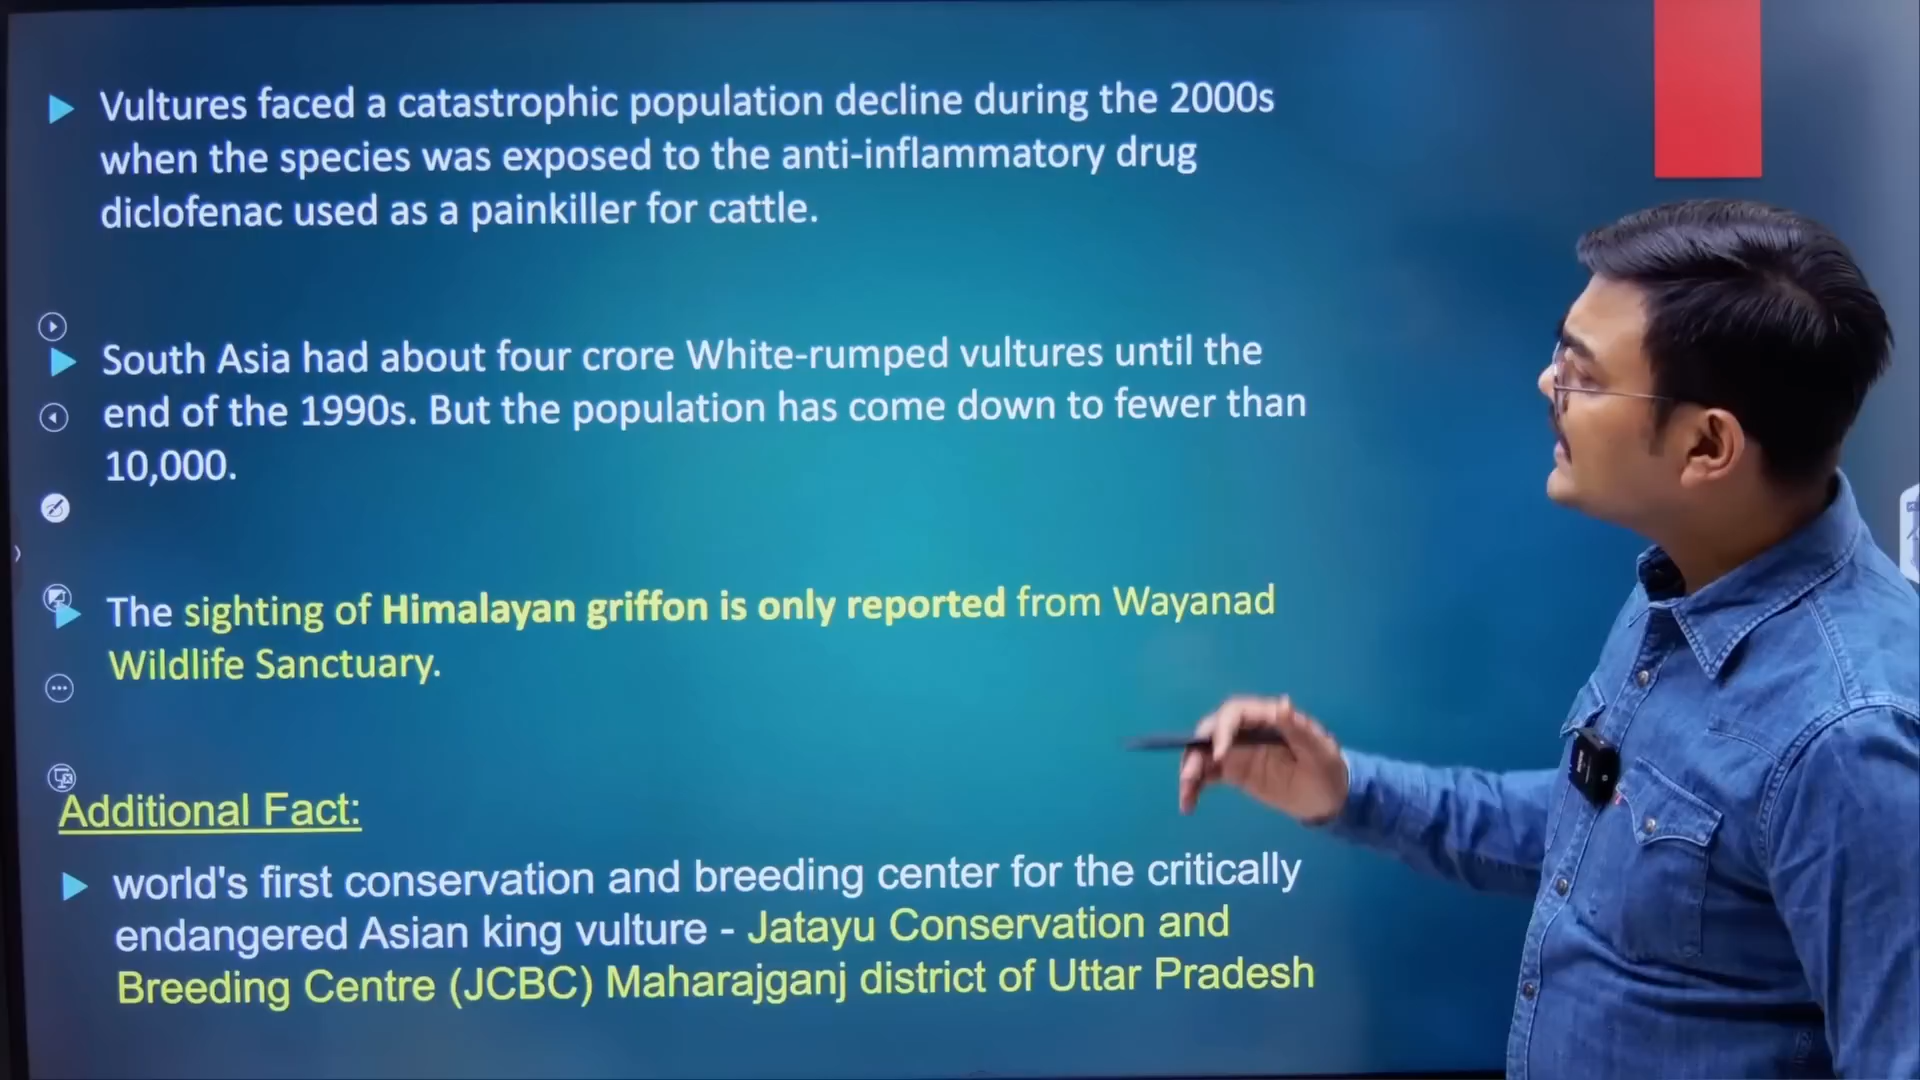 Vultures faced a catastrophic population decline during the 2000s
when the species was exposed to the anti-inflammatory drug
diclofenac used as a painkiller for cattle.
South Asia had about four crore White-rumped vultures until the
end of the 1990s. But the population has come down to fewer than
10,000.
The sighting of Himalayan griffon is only reported from Wayanad
Wildlife Sanctuary.
Additional Fact:
world's first conservation and breeding center for the critically
endangered Asian king vulture - Jatayu Conservation and
Breeding Centre (JCBC) Maharajganj district of Uttar Pradesh